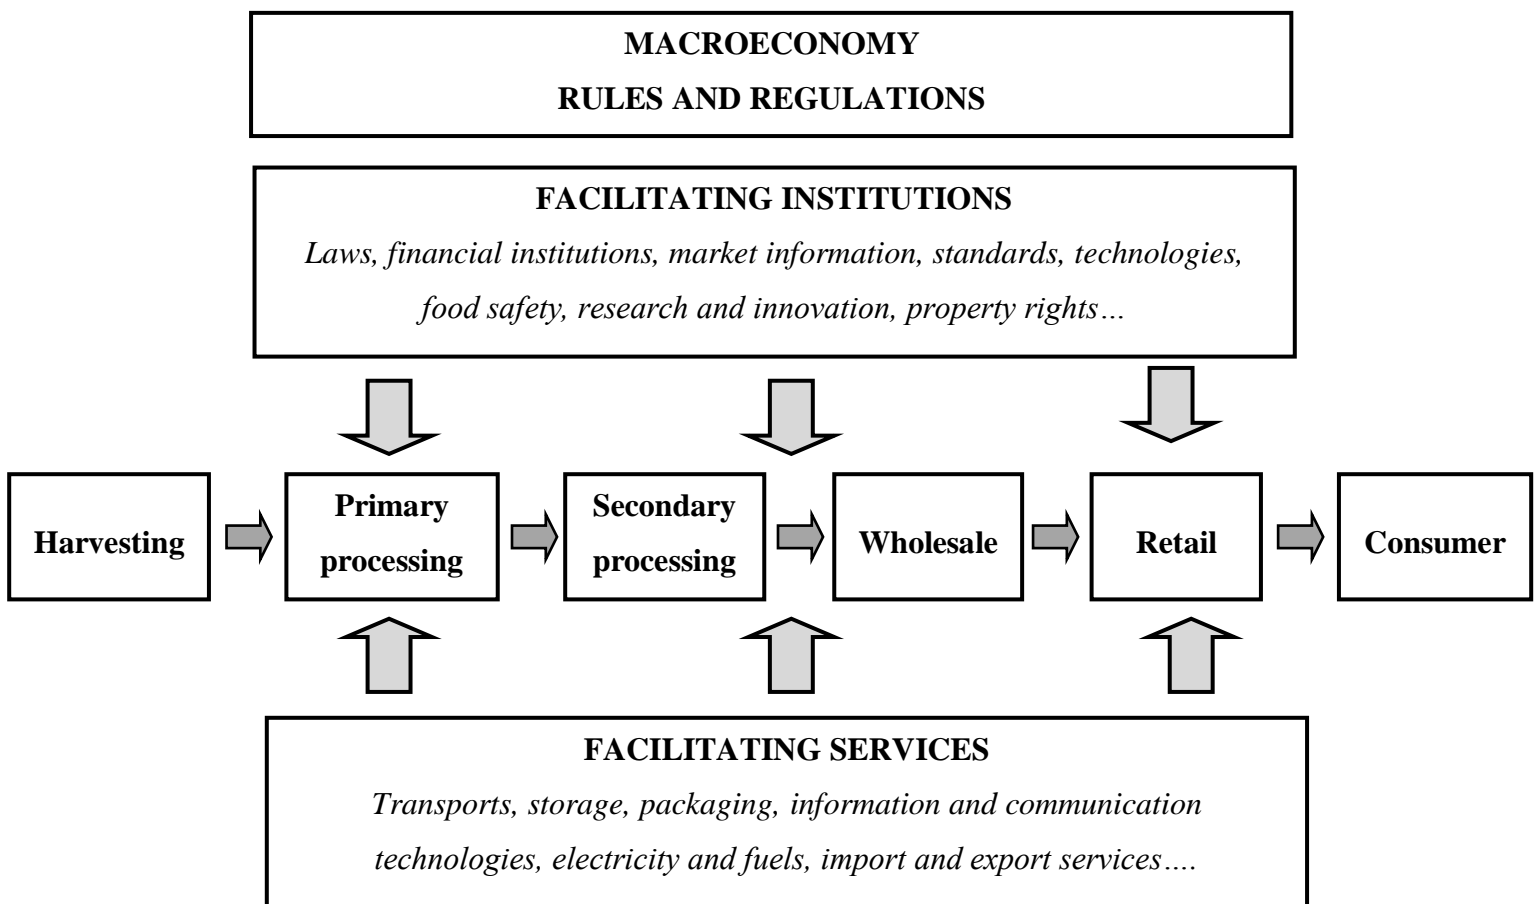 MACROECONOMY
RULES AND REGULATIONS
FACILITATING INSTITUTIONS
Laws, financial institutions, market information, standards, technologies,
food safety, research and innovation, property rights…
Harvesting
Primary
processing
Secondary
processing
Wholesale
Retail
Consumer
FACILITATING SERVICES
Transports, storage, packaging, information and communication
technologies, electricity and fuels, import and export services….